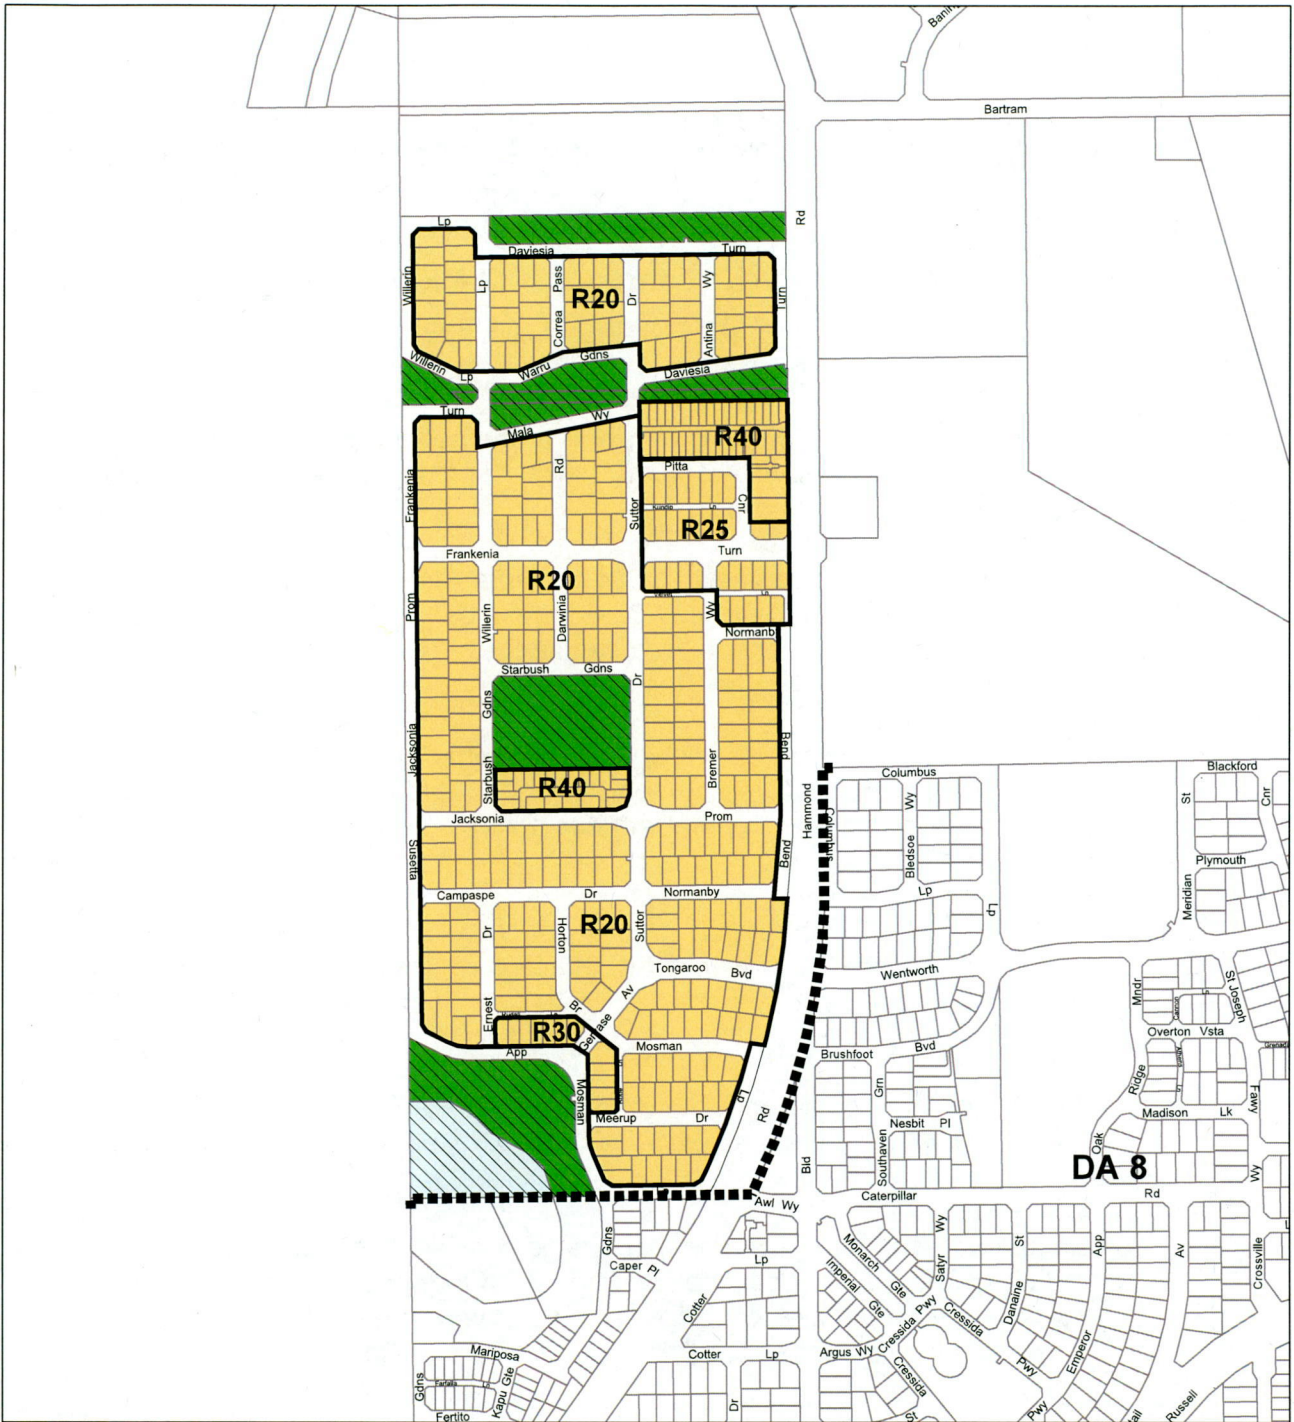 Bartram
Rd
Lp
Daviesia
Turn
Willerin
Lp
Pass
R20
Dr
Wy
Turn
Correa
Antina
Willerin
Lp
Warru
Gdns
Daviesia
Turn
Mala
Wy
R40
Pitta
Frankenia
Rd
Suttor
Cnr
R25
Frankenia
Turn
R20
Prom
Willerin
Darwinia
Wy
Ln
Normanb
Starbush
Gdns
Dr
Gdns
Jacksonia
Bremer
Bend
Starbush
R40
Jacksonia
Prom
Hammond
Columbus
Columbus
Wy
Bledsoe
Blackford
St
Cnr
Plymouth
Susetta
Bend
Campaspe
Dr
Normanby
Lp
Lp
Meridian
Dr
Horton
R20
Suttor
Tongaroo
Bvd
Wentworth
Mndr
St Joseph
Ernest
Br
Av
R30
Gerbase
Mosman
App
Brushfoot
Bvd
Overton
Vsta
Mosman
Lp
Grn
Ridge
Fawy
Meerup
Dr
Rd
Nesbit
Pl
Madison
Lk
Southaven
Oak
DA 8
Bld
Caterpillar
Rd
Wy
Awl
Wy
Gdns
Caper
Pl
Lp
Monarch
Gte
Satyr
Wy
St
App
Av
Crossville
Imperial
Gte
Danaine
Cotter
Cressida
Pwy
Cressida
Pwy
Emperor
Mariposa
Cotter
Lp
Argus
Wy
Cressida
Gdns
Kapu
Gte
Dr
Pwy
Russell
Fertito